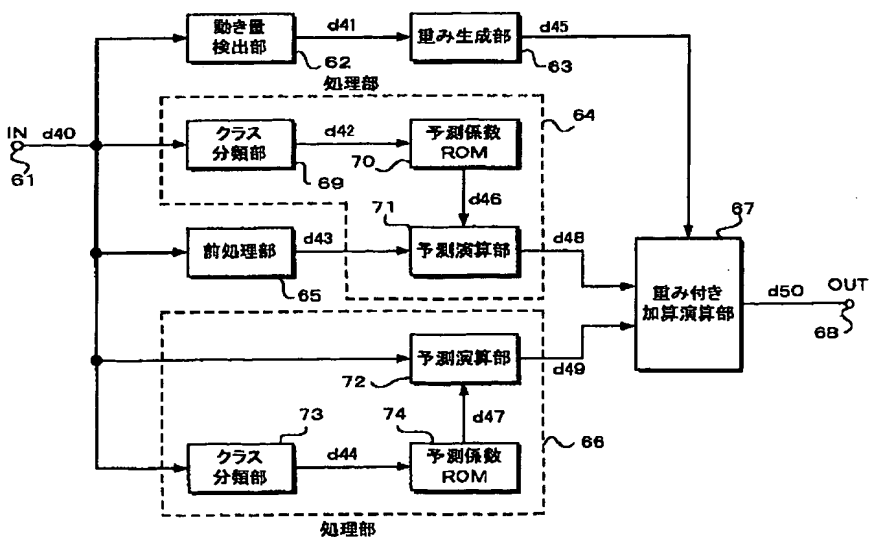 動き量
検出部
62
d41
重み生成部
63
d45
処理部
64
IN
d40
61
クラス
分類部
69
d42
予測係数
ROM
70
d46
71
前処理部
65
d43
予測演算部
d48
67
重み付き
加算演算部
d50
OUT
68
予測演算部
72
d49
d47
73
クラス
分類部
d44
74
予測係数
ROM
66
処理部